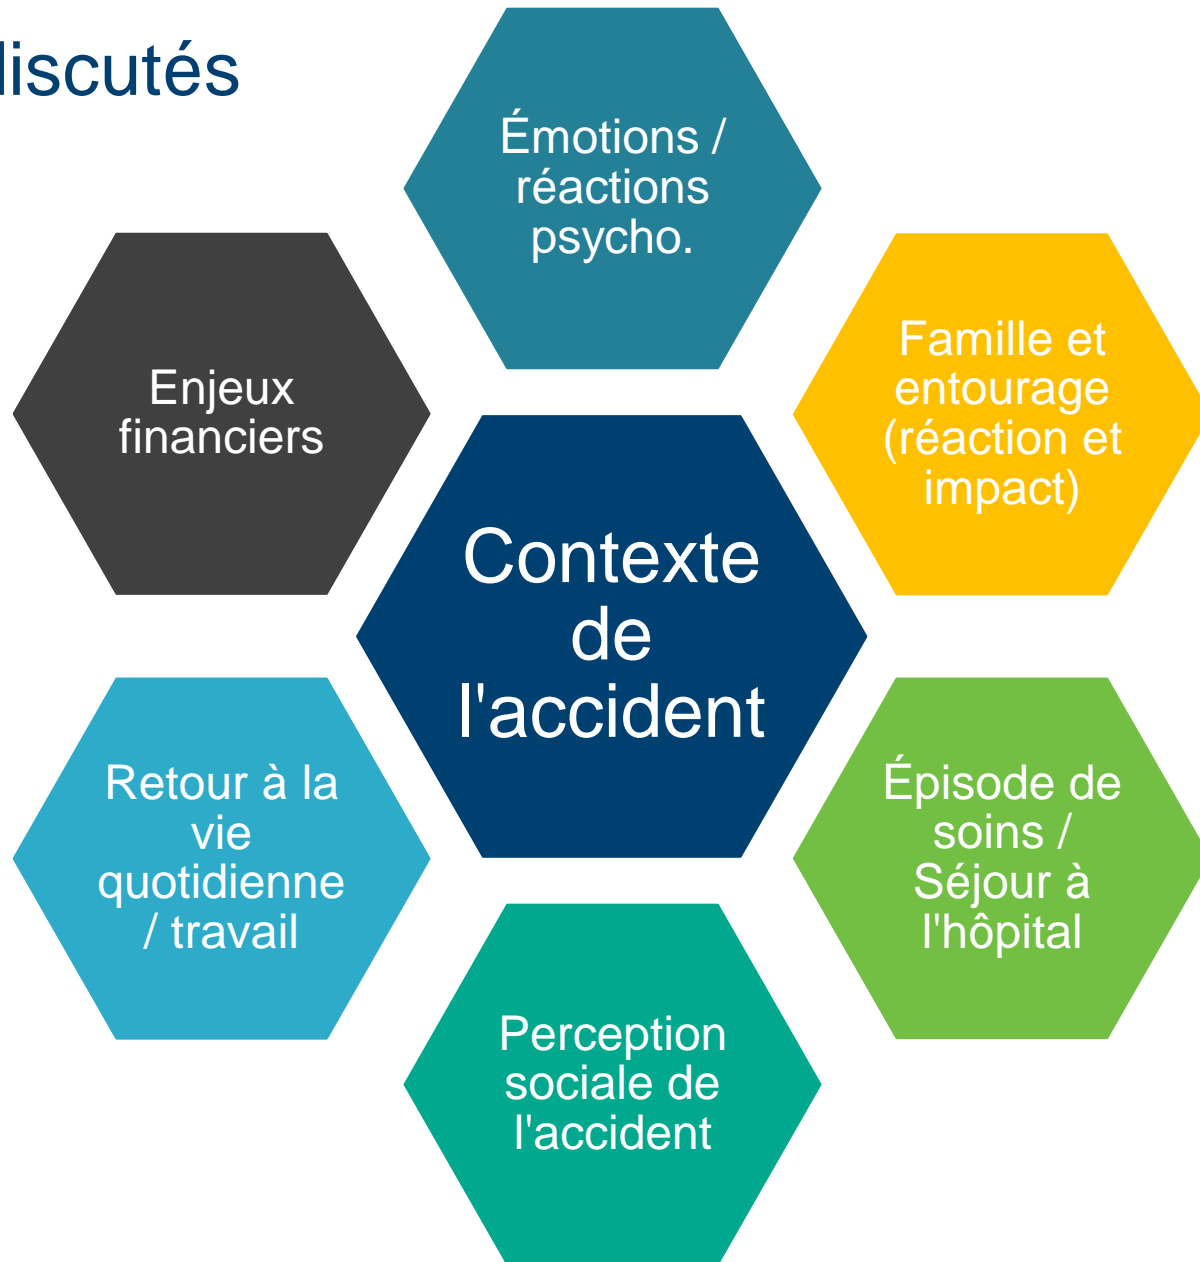 discutés
Émotions /
réactions
psycho.
Famille et
entourage
(réaction et
impact)
Enjeux
financiers
Contexte
de
l'accident
Retour à la
vie
quotidienne
/ travail
Épisode de
soins /
Séjour à
l'hôpital
Perception
sociale de
l'accident